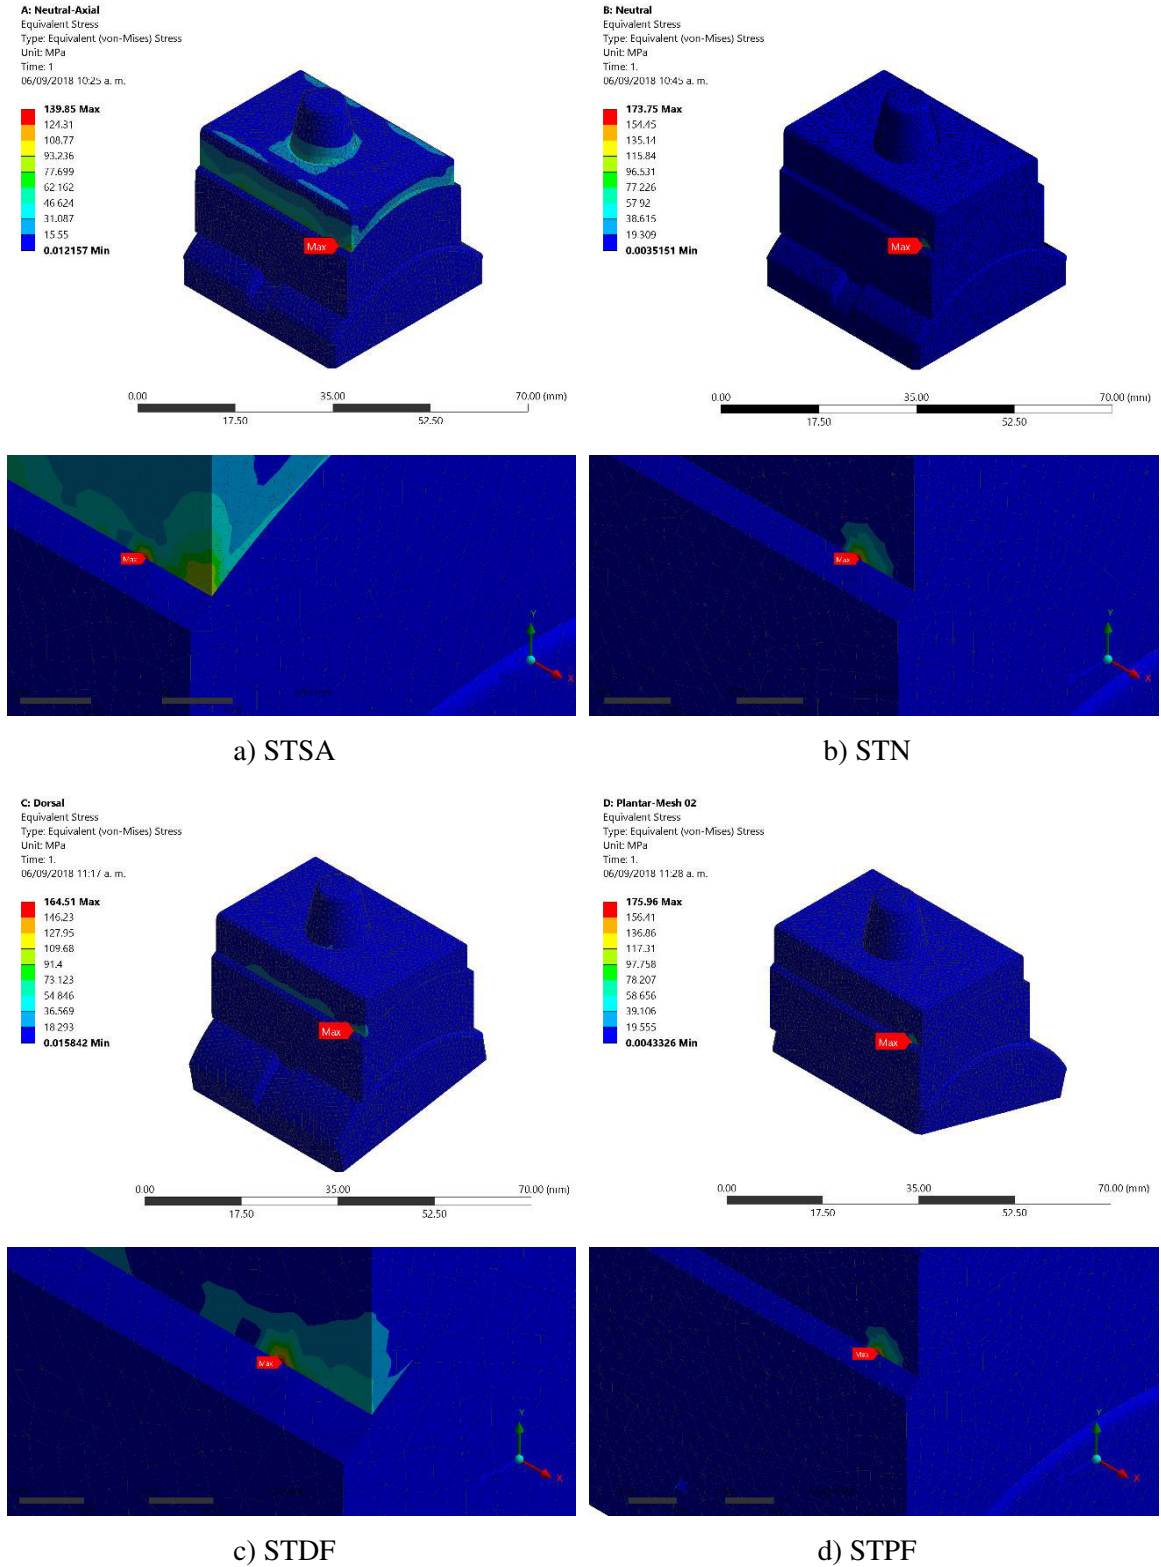 A: Neutral-Axial
Equivalent Stress
Type: Equivalent (von-Mises) Stress
Unit: MPa
Time: 1
06/09/2018 10:25 a. m.
139.85 Max
124.31
108.77
93.236
77.699
62.162
46.624
31.087
15.55
0.012157 Min
Max
0.00
35.00
70.00 (mm)
17.50
52.50
B: Neutral
Equivalent Stress
Type: Equivalent (von-Mises) Stress
Unit: MPa
Time: 1.
06/09/2018 10:45 a. m.
173.75 Max
154.45
135.14
115.84
96.531
77.226
57.92
38.615
19.309
0.0035151 Min
Max
0.00
35.00
70.00 (mm)
17.50
52.50
Max
Y
X
Max
Y
X
a) STSA
b) STN
C: Dorsal
Equivalent Stress
Type: Equivalent (von-Mises) Stress
Unit: MPa
Time: 1.
06/09/2018 11:17 a. m.
164.51 Max
146.23
127.95
109.68
91.4
73.123
54.846
36.569
18.293
0.015842 Min
Max
0.00
35.00
70.00 (mm)
17.50
52.50
D: Plantar-Mesh 02
Equivalent Stress
Type: Equivalent (von-Mises) Stress
Unit: MPa
Time: 1.
06/09/2018 11:28 a. m.
175.96 Max
156.41
136.86
117.31
97.758
78.207
58.656
39.106
19.555
0.0043326 Min
Max
0.00
35.00
70.00 (mm)
17.50
52.50
Max
Y
X
Max
Y
X
c) STDF
d) STPF